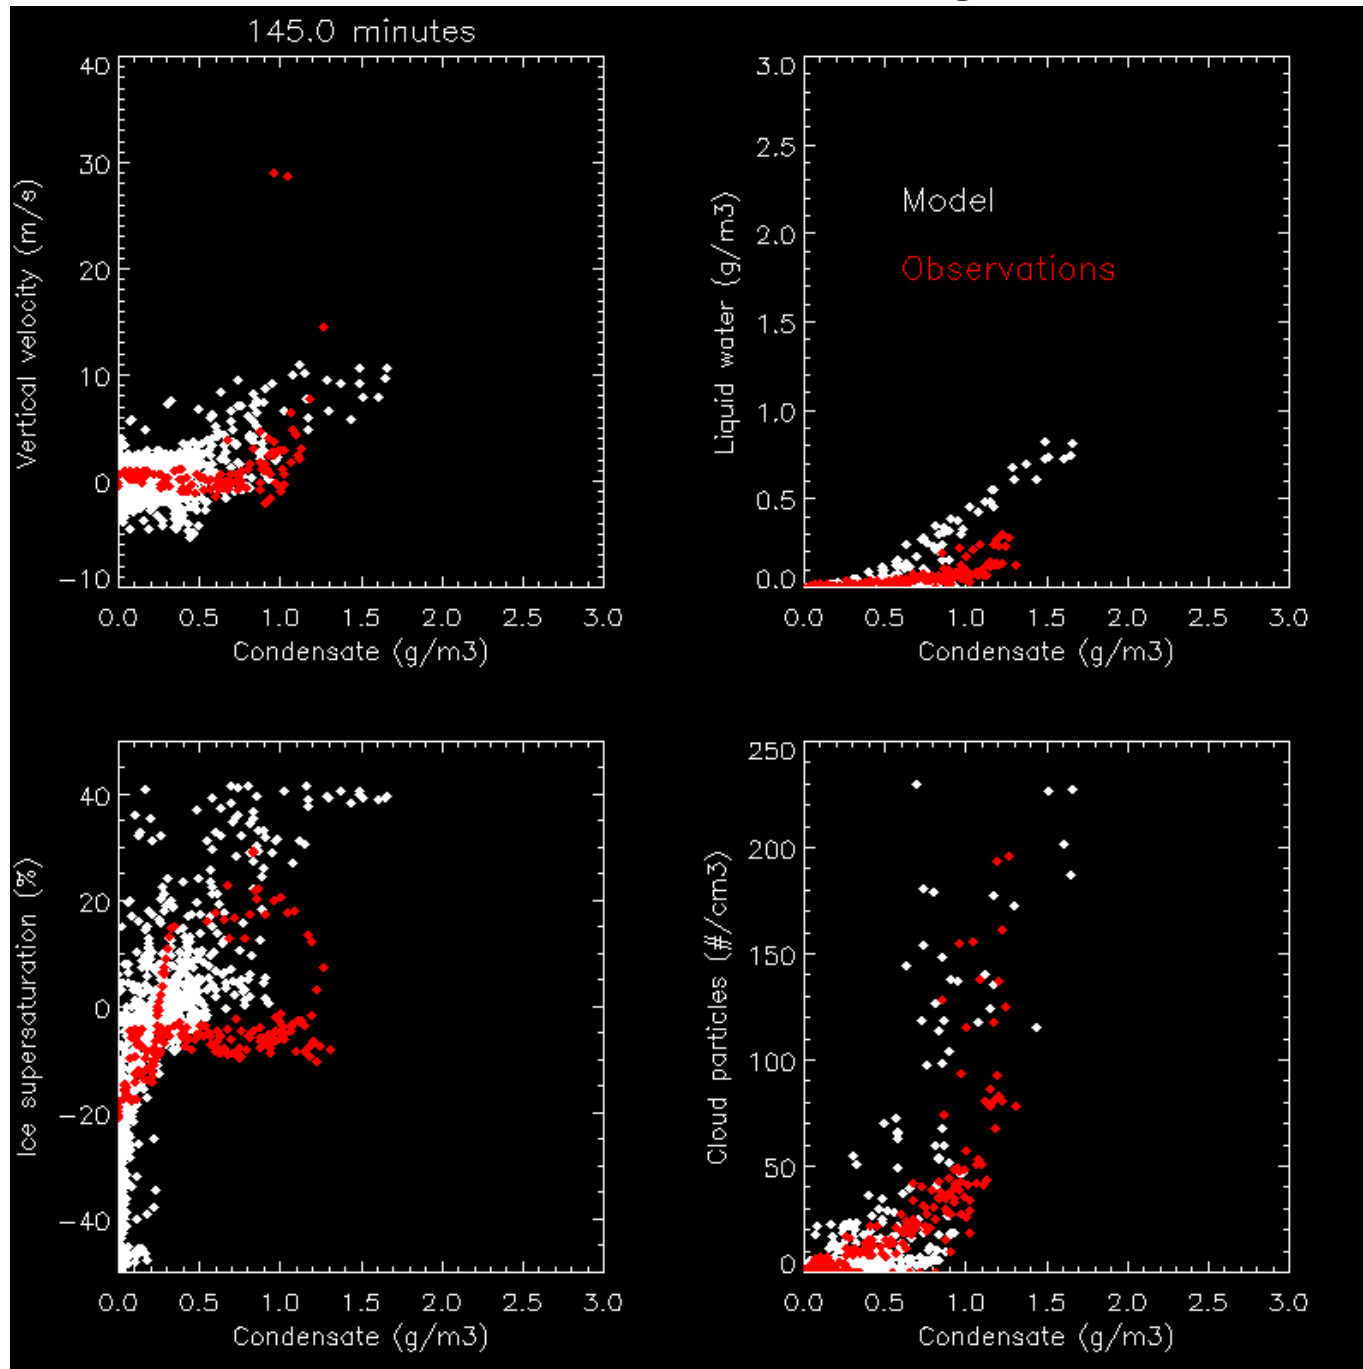 145.0 minutes
40
30
20
10
0
−10
Vertical velocity (m/s)
0.0 0.5 1.0 1.5 2.0 2.5 3.0
Condensate (g/m3)
3.0
2.5
2.0
1.5
1.0
0.5
0.0
Liquid water (g/m3)
Model
Observations
0.0 0.5 1.0 1.5 2.0 2.5 3.0
Condensate (g/m3)
40
20
0
−20
−40
Ice supersaturation (%)
0.0 0.5 1.0 1.5 2.0 2.5 3.0
Condensate (g/m3)
250
200
150
100
50
0
Cloud particles (#/cm3)
0.0 0.5 1.0 1.5 2.0 2.5 3.0
Condensate (g/m3)